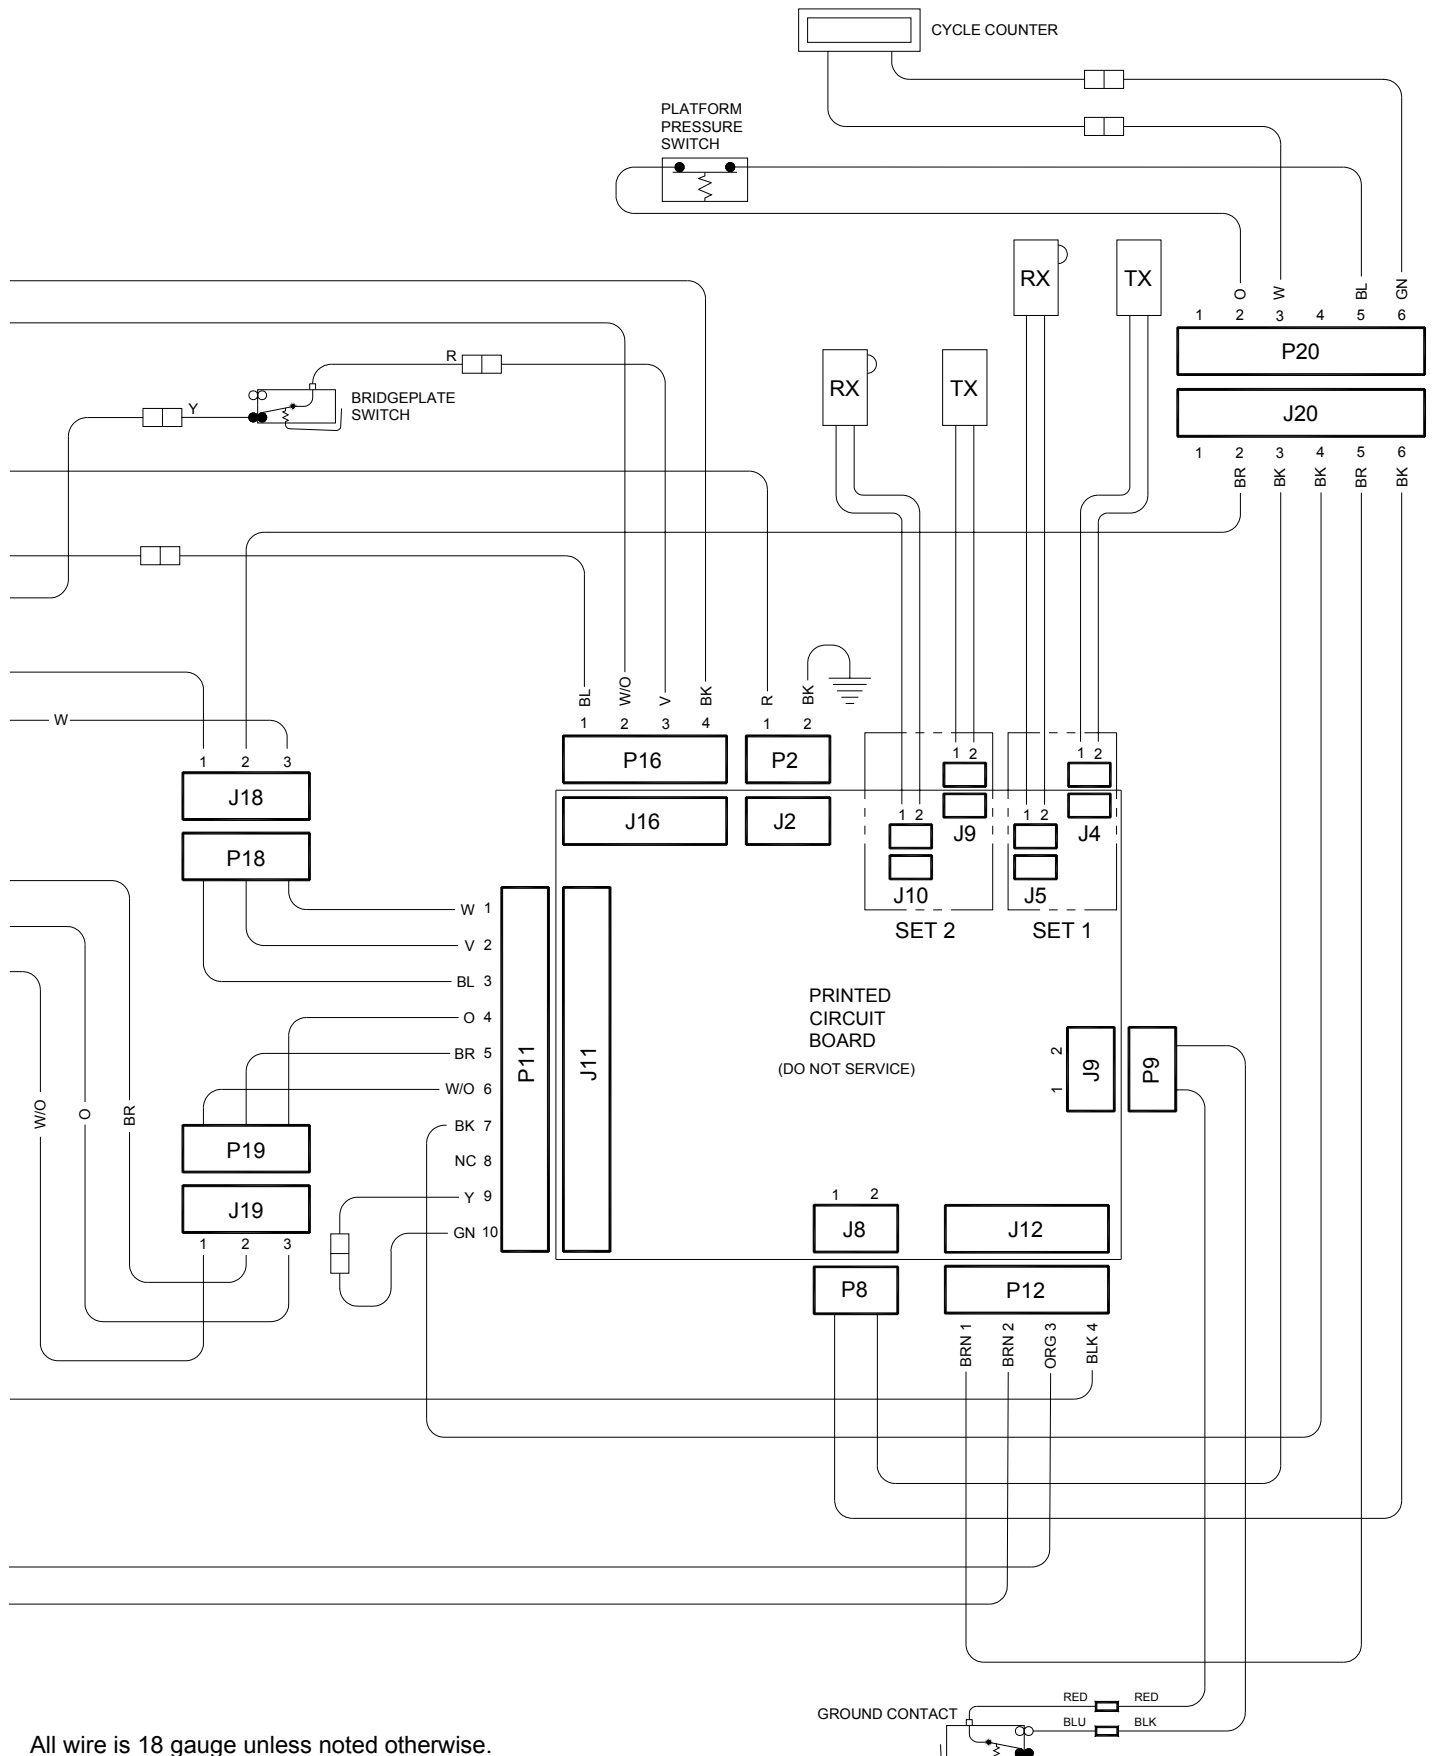 CYCLE COUNTER
PLATFORM
PRESSURE
SWITCH
RX
TX
O
W
BL
GN
1 2 3 4 5 6
P20
J20
1 2 3 4 5 6
BR
BK
BK
BR
BK
R
BRIDGEPLATE
SWITCH
Y
RX
TX
BL
W/O
V
BK
R
BK
1 2 3 4
1 2
P16
P2
J16
J2
W
1 2 3
J18
P18
1 2
1 2
1 2
1 2
J9
J4
J10
J5
SET 2
SET 1
W 1
V 2
BL 3
O 4
BR 5
W/O 6
BK 7
NC 8
Y 9
GN 10
P11
J11
PRINTED
CIRCUIT
BOARD
(DO NOT SERVICE)
2
1
J9
P9
W/O
O
BR
P19
J19
1 2 3
1 2
J8
J12
P8
P12
BRN 1
BRN 2
ORG 3
BLK 4
GROUND CONTACT
RED
RED
BLU
BLK
All wire is 18 gauge unless noted otherwise.